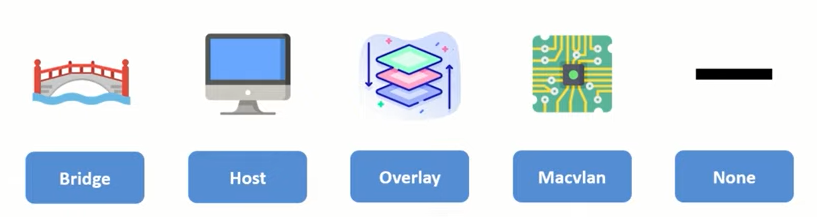 Bridge
Host
Overlay
Macvlan
None